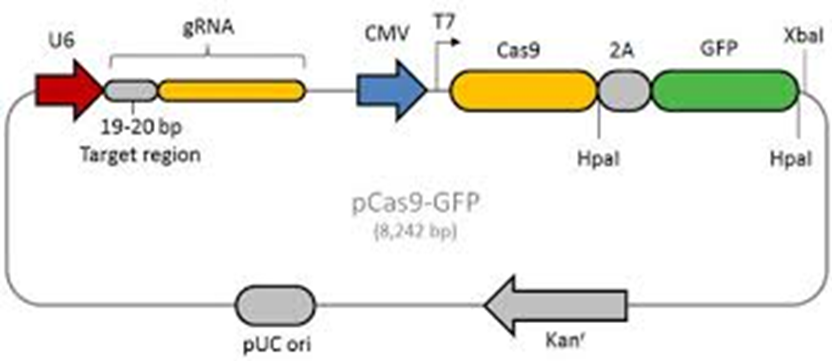 U6
gRNA
CMV
T7
Cas9
2A
GFP
XbaI
19-20 bp
Target region
HpaI
HpaI
pCas9-GFP
(8,242 bp)
pUC ori
Kanʳ